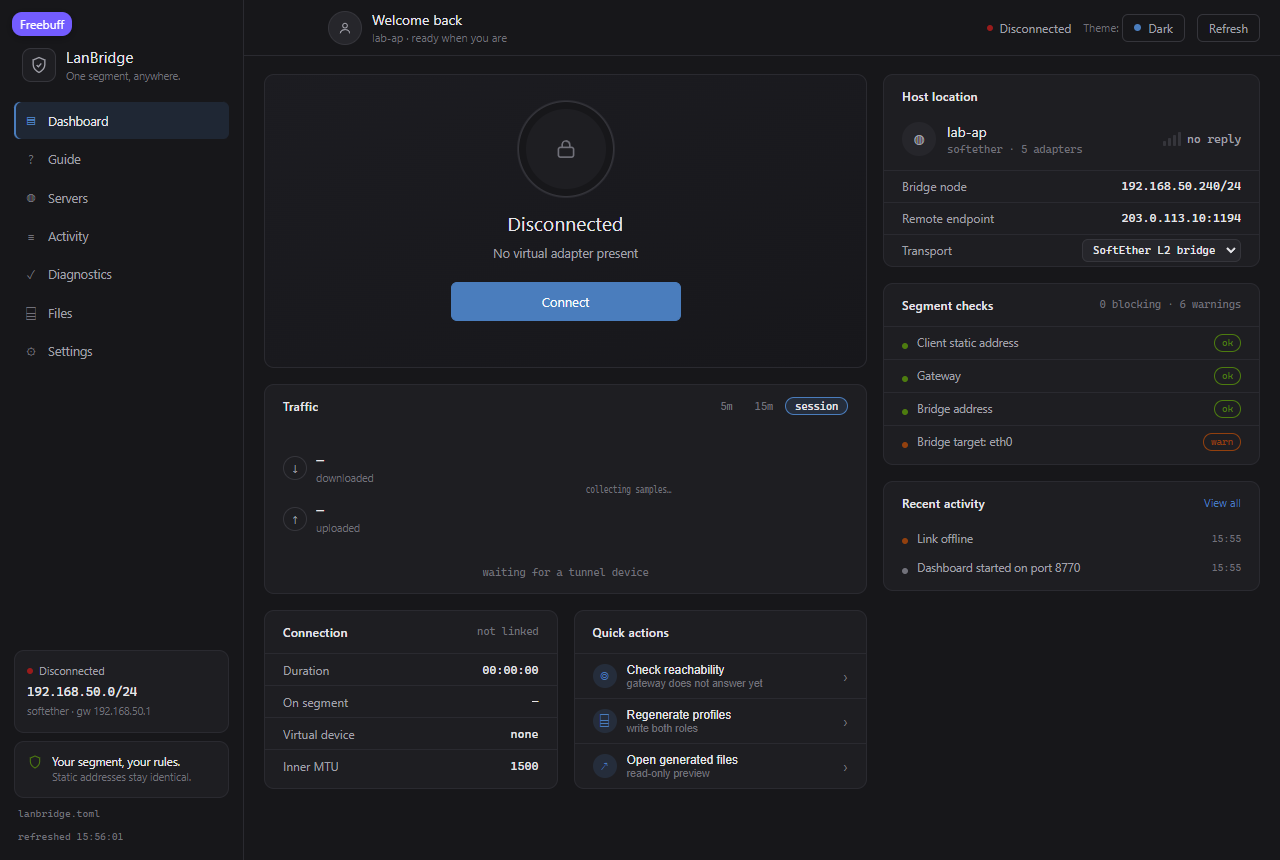 Freebuff
LanBridge
One segment, anywhere.
Dashboard
? Guide
Servers
Activity
Diagnostics
Files
Settings
Disconnected
192.168.50.0/24
softether · gw 192.168.50.1
Your segment, your rules.
Static addresses stay identical.
lanbridge.toml
refreshed 15:56:01
Welcome back
lab-ap · ready when you are
Disconnected
Theme:
Dark
Refresh
Disconnected
No virtual adapter present
Connect
Traffic
5m 15m session
–
downloaded
–
uploaded
collecting samples…
waiting for a tunnel device
Connection not linked
Duration 00:00:00
On segment –
Virtual device none
Inner MTU 1500
Quick actions
Check reachability
gateway does not answer yet
Regenerate profiles
write both roles
Open generated files
read-only preview
Host location
lab-ap
softether · 5 adapters
no reply
Bridge node 192.168.50.240/24
Remote endpoint 203.0.113.10:1194
Transport SoftEther L2 bridge
Segment checks 0 blocking · 6 warnings
Client static address ok
Gateway ok
Bridge address ok
Bridge target: eth0 warn
Recent activity View all
Link offline 15:55
Dashboard started on port 8770 15:55